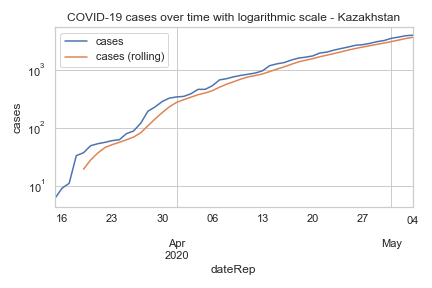 COVID-19 cases over time with logarithmic scale - Kazakhstan
cases
cases (rolling)
10³
10²
10¹
cases
16 23 30 06 13 20 27 04
Apr May
2020
dateRep